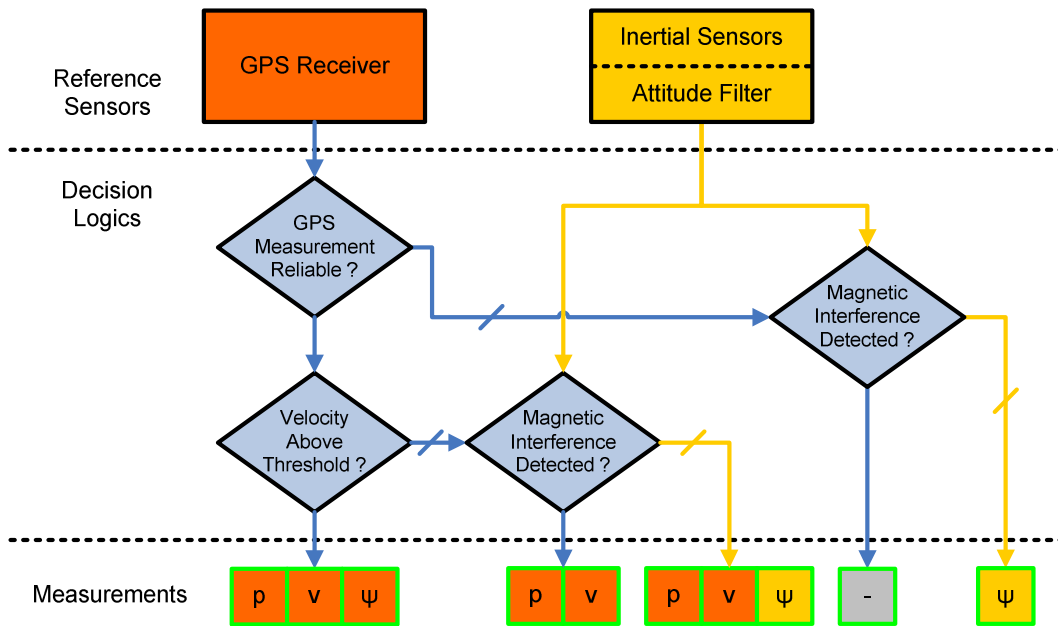 Reference
Sensors
GPS Receiver
Inertial Sensors
Attitude Filter
Decision
Logics
GPS
Measurement
Reliable ?
Magnetic
Interference
Detected ?
Velocity
Above
Threshold ?
Magnetic
Interference
Detected ?
Measurements
p v ψ
p v
p v ψ
-
ψ